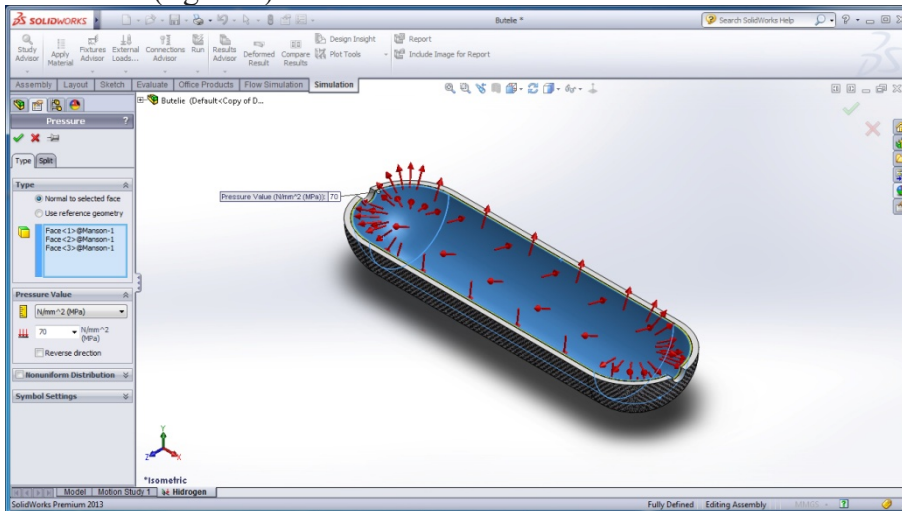 SOLIDWORKS
Butelie *
Search SolidWorks Help
Study Advisor
Apply Material
Fixtures Advisor
External Loads...
Connections Advisor
Run
Results Advisor
Deformed Result
Compare Results
Design Insight
Plot Tools
Report
Include Image for Report
Assembly
Layout
Sketch
Evaluate
Office Products
Flow Simulation
Simulation
Butelie (Default<Copy of D...
Pressure ?
Type
Split
Type
Normal to selected face
Use reference geometry
Face<1>@Manson-1
Face<2>@Manson-1
Face<3>@Manson-1
Pressure Value
N/mm^2 (MPa)
70
N/mm^2 (MPa)
Reverse direction
Nonuniform Distribution
Symbol Settings
Pressure Value (N/mm^2 (MPa)): 70
Y
Z
X
*Isometric
Model
Motion Study 1
Hidrogen
SolidWorks Premium 2013
Fully Defined
Editing Assembly
MMGS